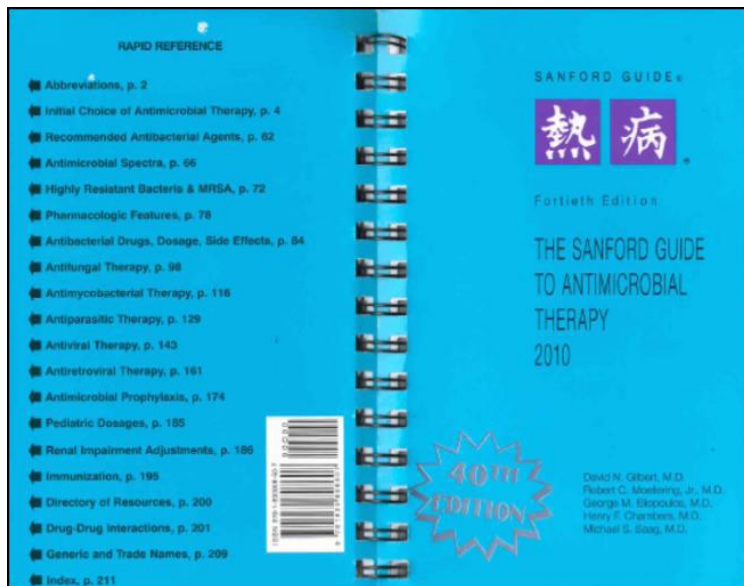 RAPID REFERENCE
Abbreviations, p. 2
Initial Choice of Antimicrobial Therapy, p. 4
Recommended Antibacterial Agents, p. 62
Antimicrobial Spectra, p. 66
Highly Resistant Bacteria & MRSA, p. 72
Pharmacologic Features, p. 78
Antibacterial Drugs, Dosage, Side Effects, p. 84
Antifungal Therapy, p. 98
Antimycobacterial Therapy, p. 116
Antiparasitic Therapy, p. 129
Antiviral Therapy, p. 143
Antiretroviral Therapy, p. 161
Antimicrobial Prophylaxis, p. 174
Pediatric Dosages, p. 185
Renal Impairment Adjustments, p. 186
Immunization, p. 195
Directory of Resources, p. 200
Drug-Drug Interactions, p. 201
Generic and Trade Names, p. 209
Index, p. 211
SANFORD GUIDE®
熱病®
Fortieth Edition
THE SANFORD GUIDE
TO ANTIMICROBIAL
THERAPY
2010
40TH
EDITION
David N. Gilbert, M.D.
Robert C. Moellering, Jr., M.D.
George M. Eliopoulos, M.D.
Henry F. Chambers, M.D.
Michael S. Saag, M.D.